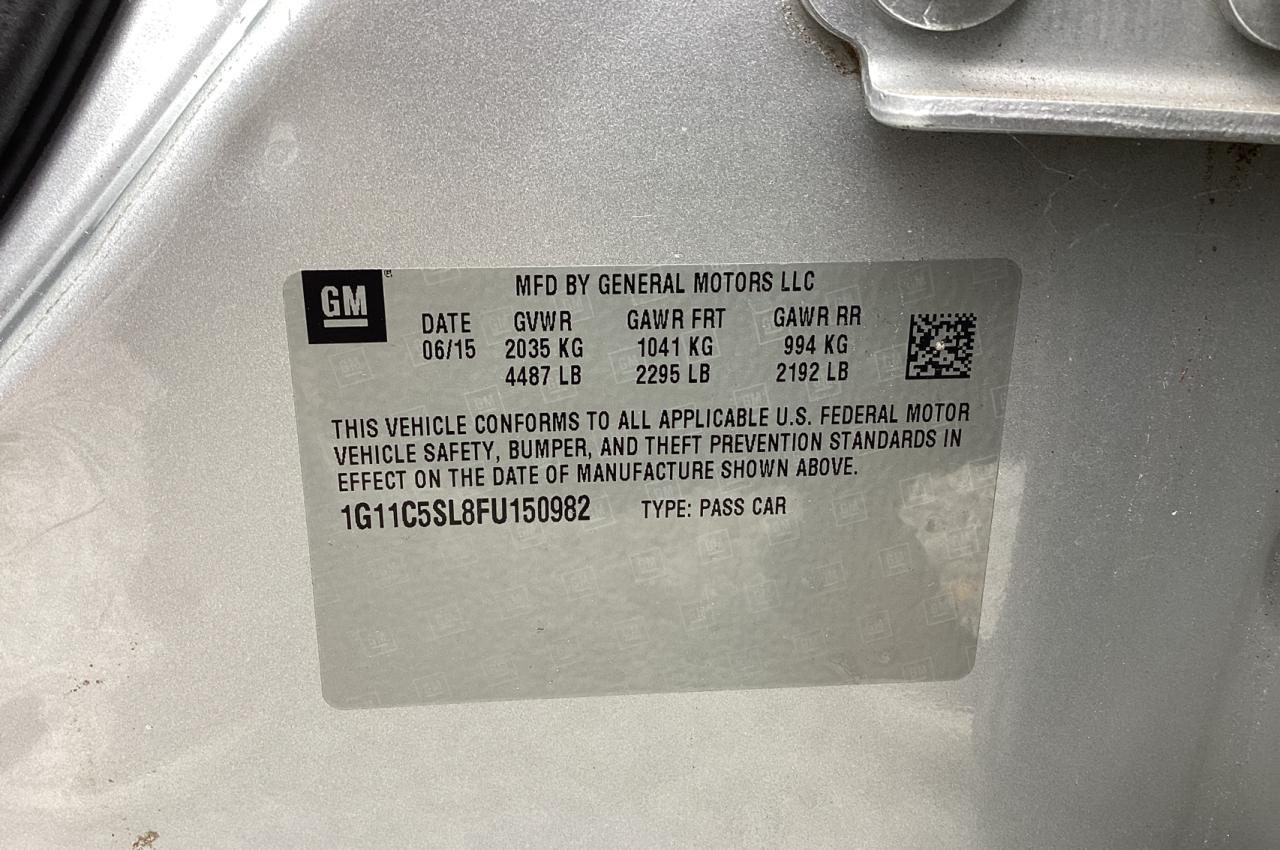 GM ®
MFD BY GENERAL MOTORS LLC
DATE GVWR GAWR FRT GAWR RR
06/15 2035 KG 1041 KG 994 KG
4487 LB 2295 LB 2192 LB
THIS VEHICLE CONFORMS TO ALL APPLICABLE U.S. FEDERAL MOTOR
VEHICLE SAFETY, BUMPER, AND THEFT PREVENTION STANDARDS IN
EFFECT ON THE DATE OF MANUFACTURE SHOWN ABOVE.
1G11C5SL8FU150982 TYPE: PASS CAR